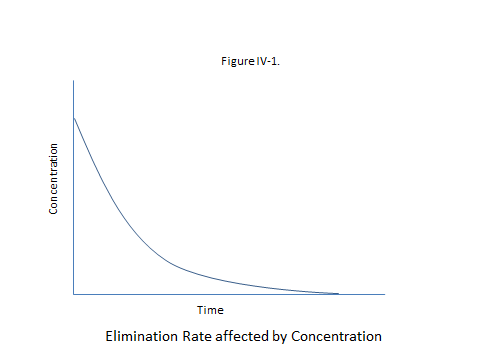 Figure IV-1.
Concentration
Time
Elimination Rate affected by Concentration